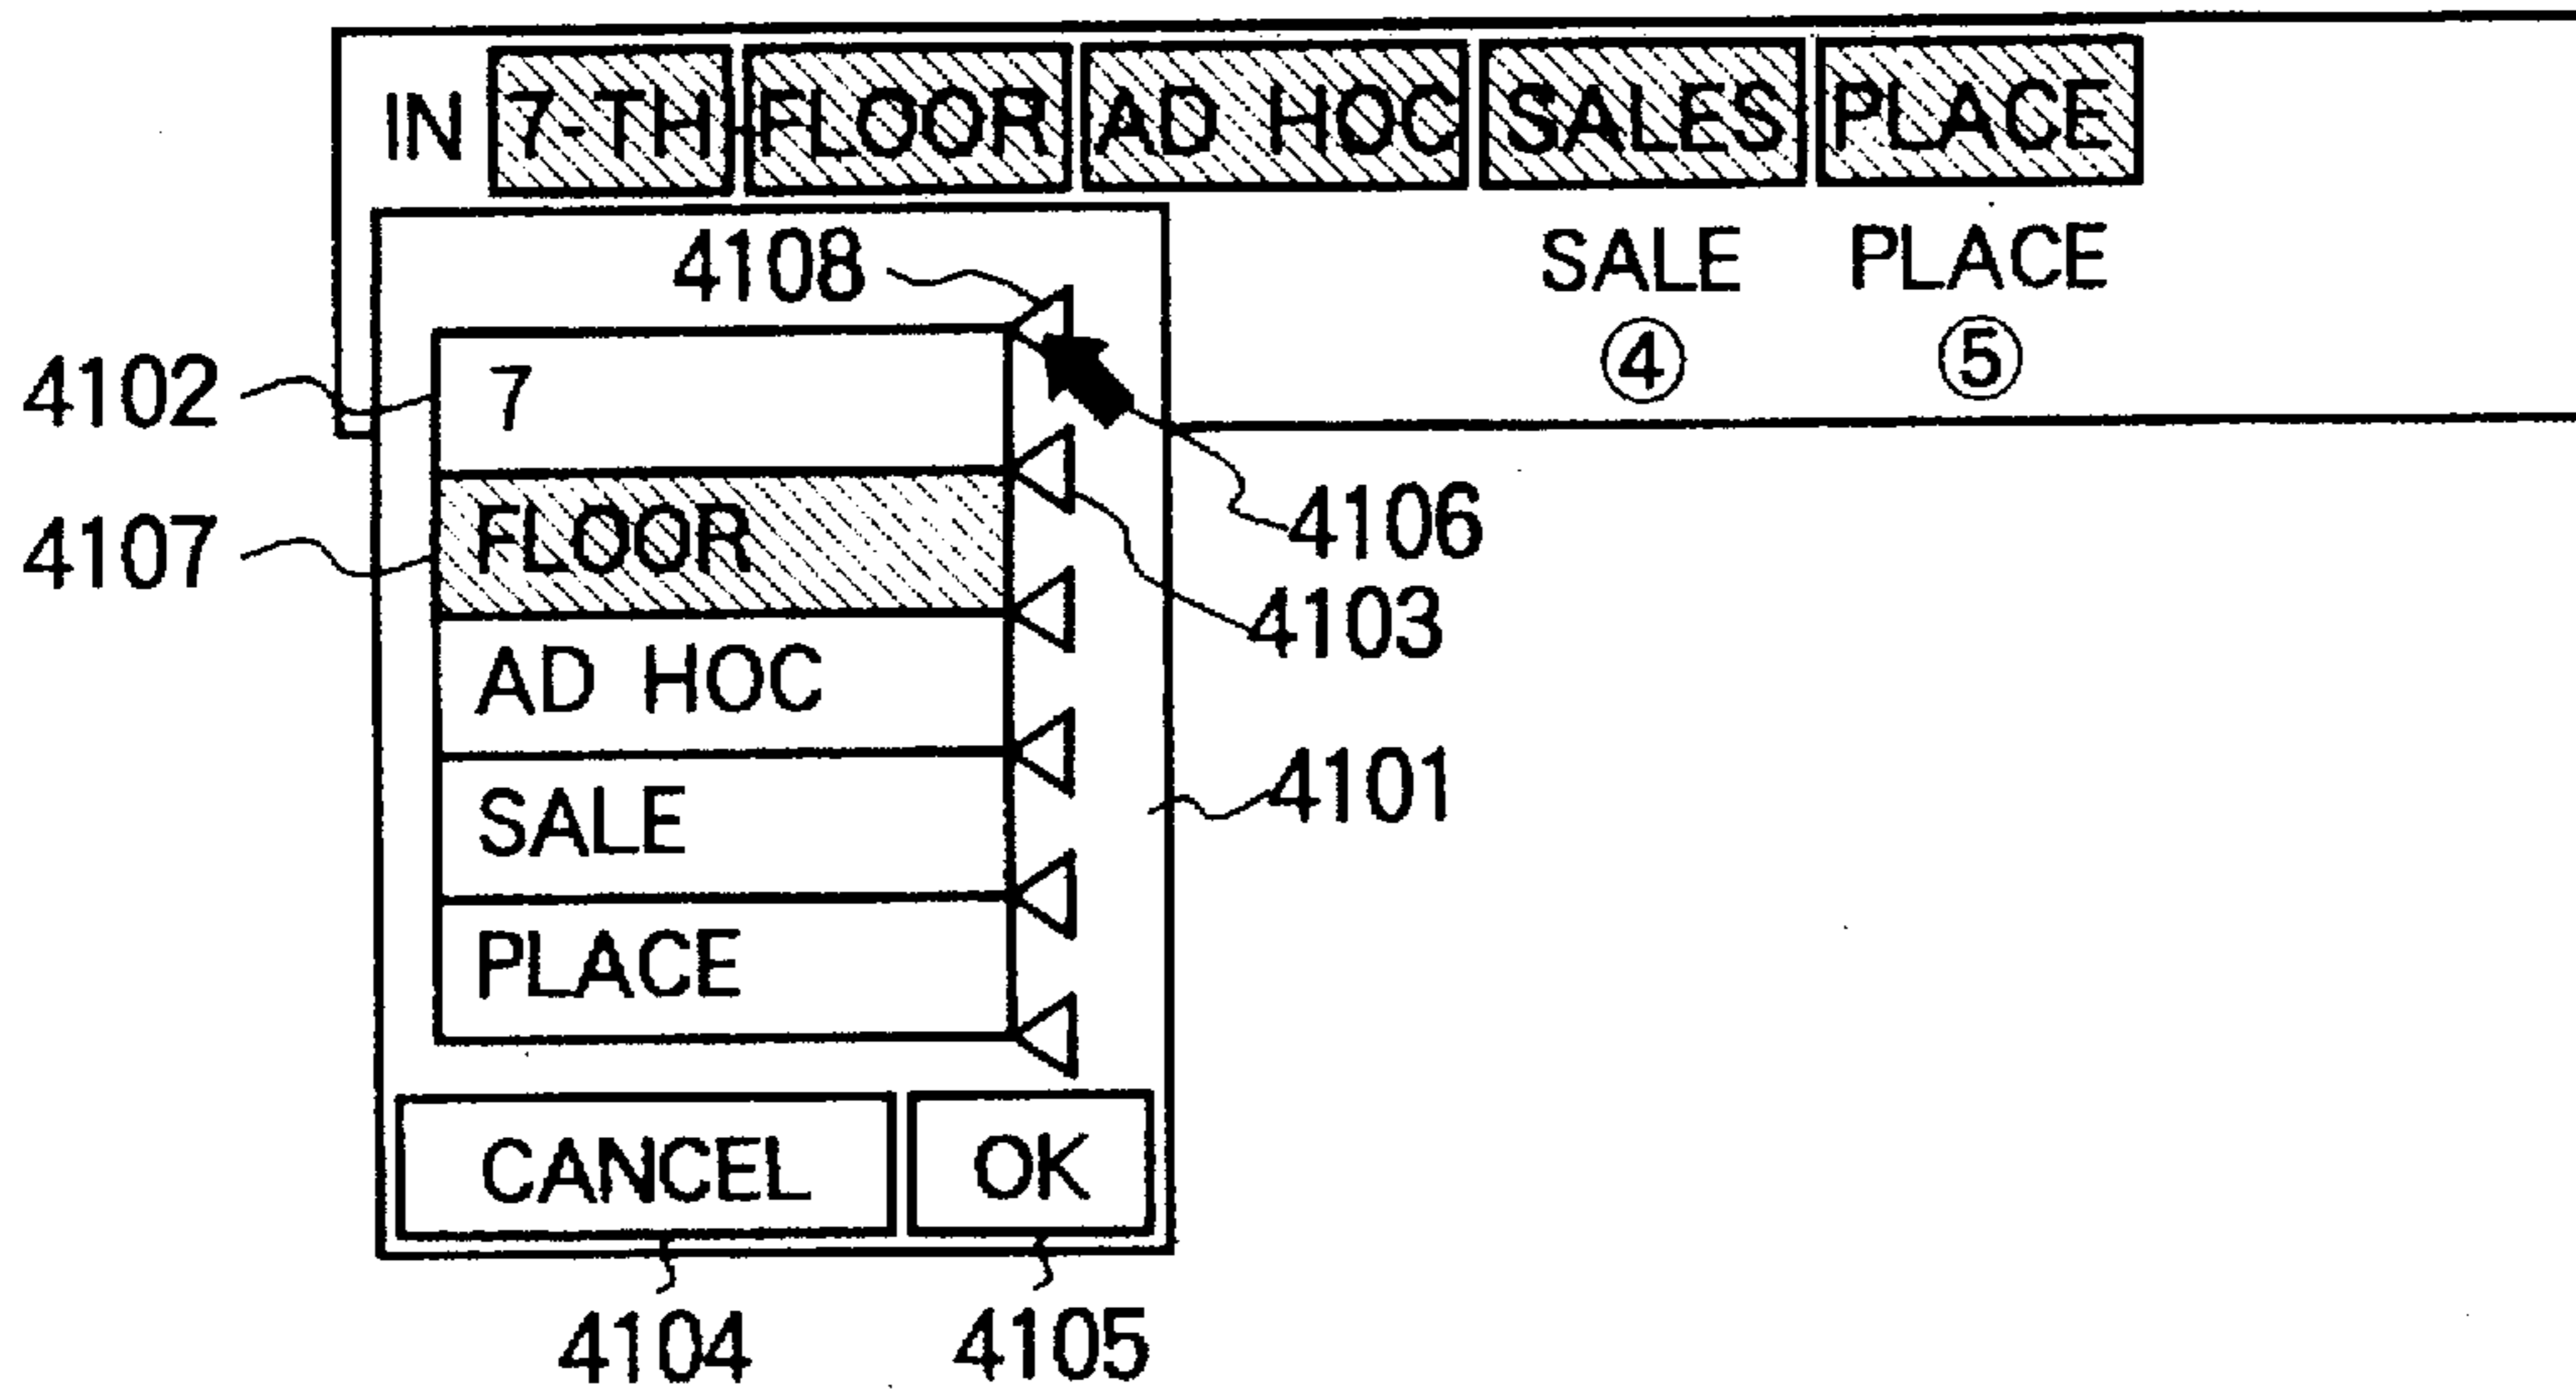 IN 7-TH FLOOR AD HOC SALES PLACE
4108 SALE PLACE
④ ⑤
4102 7
4107 FLOOR 4106
4103
AD HOC
4101
SALE
PLACE
CANCEL OK
4104 4105